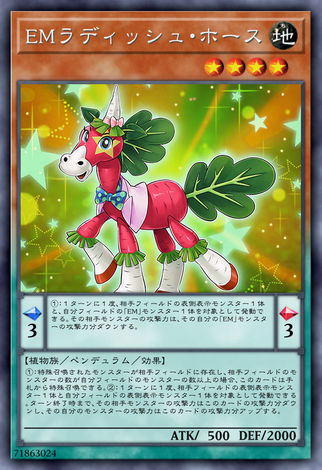 EMラディッシュ・ホース
地
ち
①：1ターンに1度、相手フィールドの表側表示モンスター1体
と、自分フィールドの「EM」モンスター1体を対象として発動で
きる。その相手モンスターの攻撃力は、その自分の「EM」モンス
ターの攻撃力分ダウンする。
3
3
【植物族／ペンデュラム／効果】
①：特殊召喚されたモンスターが相手フィールドに存在し、相手フィールドのモ
ンスターの数が自分フィールドのモンスターの数以上の場合、このカードは手
札から特殊召喚できる。②：1ターンに1度、相手フィールドの表側表示モンス
ター1体と自分フィールドの表側表示モンスター1体を対象として発動できる。
ターン終了時まで、その相手モンスターの攻撃力はこのカードの攻撃力分ダウ
ンし、その自分のモンスターの攻撃力はこのカードの攻撃力分アップする。
ATK/ 500 DEF/2000
71863024